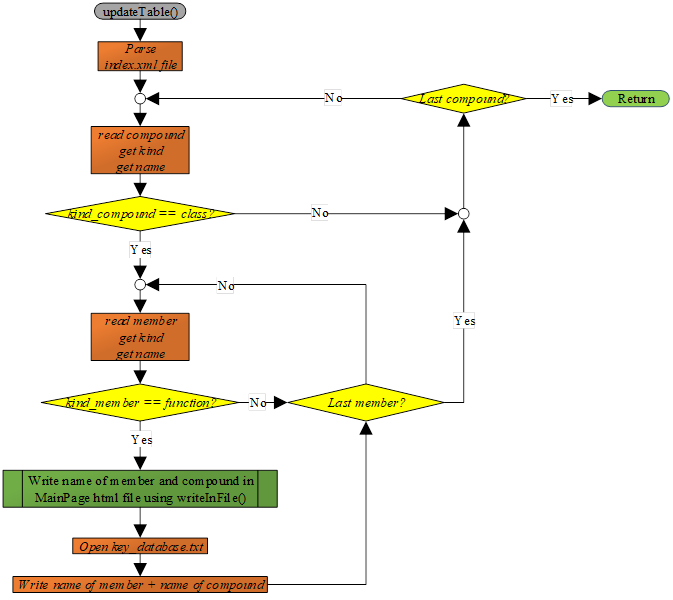 updateTable()
Parse
index.xml file
No
Last compound?
Yes
Return
read compound
get kind
get name
kind_compound == class?
No
Yes
No
read member
get kind
get name
Yes
kind_member == function?
No
Last member?
Yes
Write name of member and compound in
MainPage html file using writeInFile()
Open key_database.txt
Write name of member + name of compound